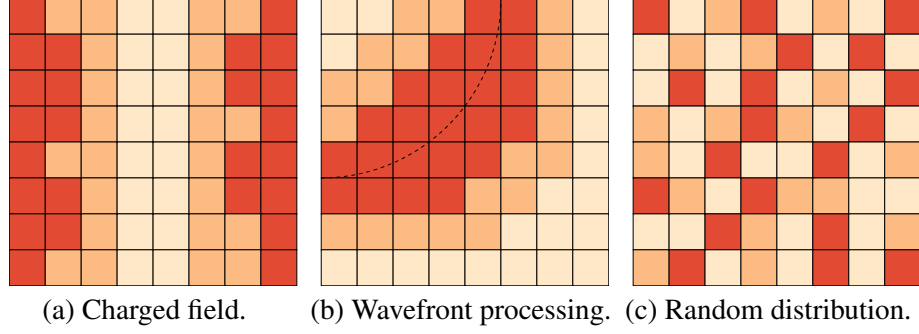 (a) Charged field. (b) Wavefront processing. (c) Random distribution.